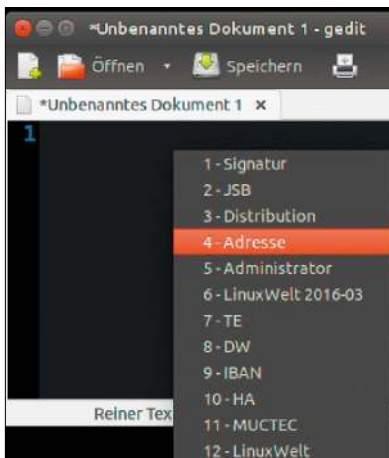 *Unbenanntes Dokument 1 - gedit
Öffnen Speichern
*Unbenanntes Dokument 1 ×
1
1 - Signatur
2 - JSB
3 - Distribution
4 - Adresse
5 - Administrator
6 - LinuxWelt 2016-03
7 - TE
8 - DW
9 - IBAN
10 - HA
Reiner Tex
11 - MUCTEC
12 - LinuxWelt